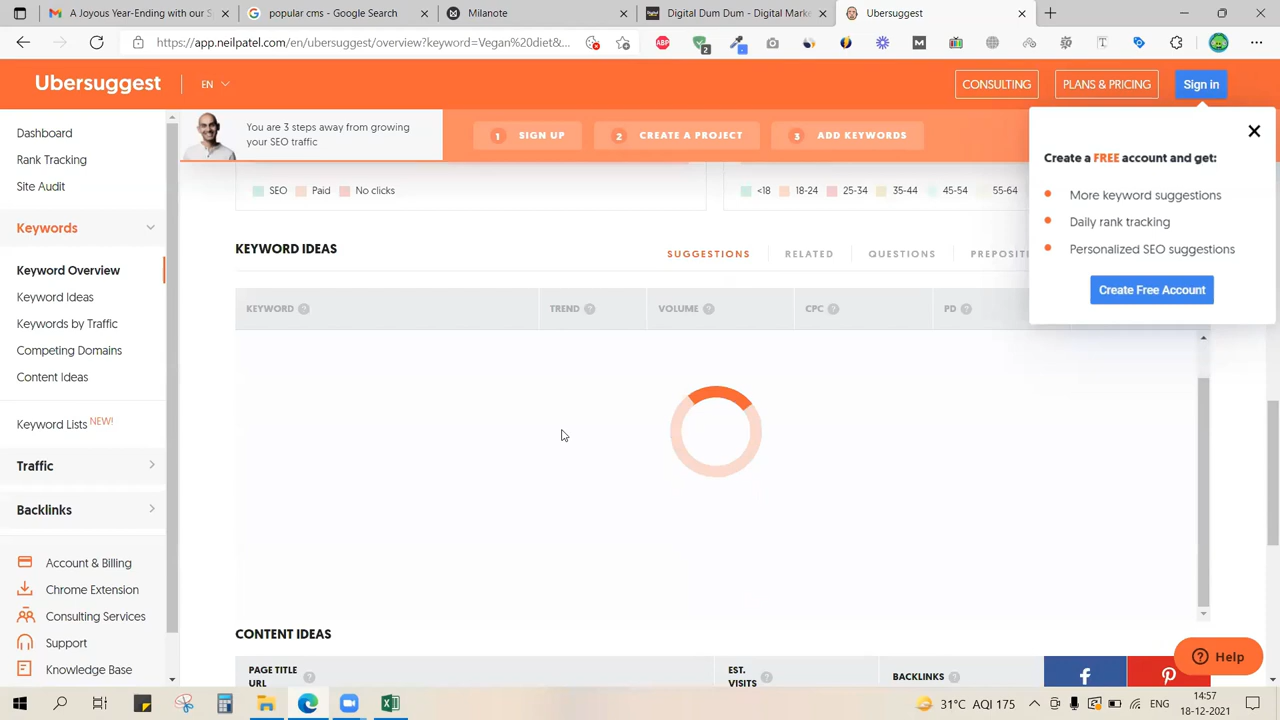 A Joyous Year-Ending with our Sp
popular cms - Google Search
Milanote
Digital Dum Dum - Digital Marke
Ubersuggest
https://app.neilpatel.com/en/ubersuggest/overview?keyword=Vegan%20diet&...
ABP
2
Ubersuggest
EN
CONSULTING
PLANS & PRICING
Sign in
You are 3 steps away from growing
your SEO traffic
1 SIGN UP
2 CREATE A PROJECT
3 ADD KEYWORDS
Create a FREE account and get:
More keyword suggestions
Daily rank tracking
Personalized SEO suggestions
Create Free Account
Dashboard
Rank Tracking
Site Audit
Keywords
Keyword Overview
Keyword Ideas
Keywords by Traffic
Competing Domains
Content Ideas
Keyword Lists NEW!
Traffic
Backlinks
Account & Billing
Chrome Extension
Consulting Services
Support
Knowledge Base
SEO Paid No clicks
<18 18-24 25-34 35-44 45-54 55-64
KEYWORD IDEAS
SUGGESTIONS RELATED QUESTIONS PREPOSITI
KEYWORD ? TREND ? VOLUME ? CPC ? PD ?
CONTENT IDEAS
PAGE TITLE
URL ?
EST.
VISITS ?
BACKLINKS ?
Help
31°C AQI 175
ENG
14:57
18-12-2021